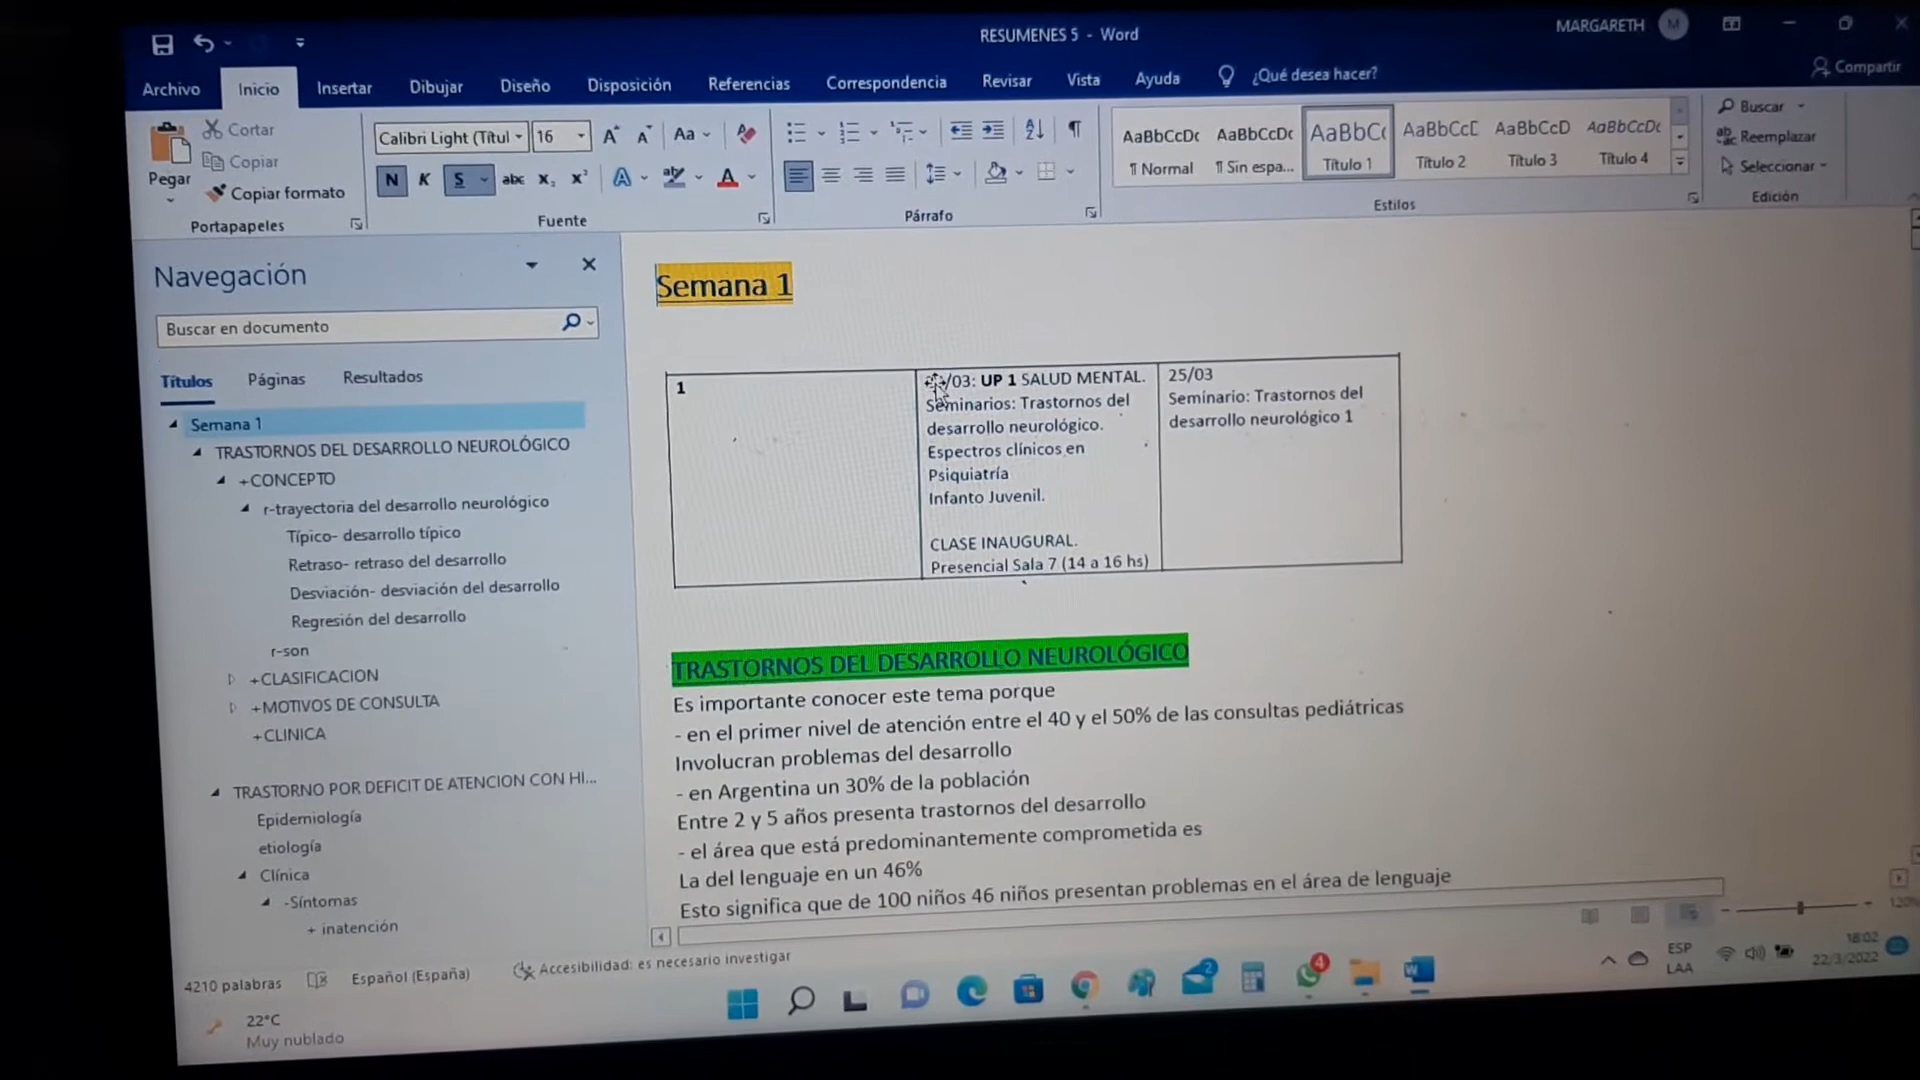 RESUMENES 5 - Word
MARGARETH
M
Archivo
Inicio
Insertar
Dibujar
Diseño
Disposición
Referencias
Correspondencia
Revisar
Vista
Ayuda
¿Qué desea hacer?
Compartir
Pegar
Cortar
Copiar
Copiar formato
Portapapeles
Calibri Light (Títul
16
Aa
N K S abc x₂ x²
A
Fuente
Párrafo
AaBbCcDc
¶ Normal
AaBbCcDc
¶ Sin espa...
AaBbC
Título 1
AaBbCcD
Título 2
AaBbCcD
Título 3
AaBbCcDc
Título 4
Estilos
Buscar
Reemplazar
Seleccionar
Edición
Navegación
Buscar en documento
Títulos
Páginas
Resultados
Semana 1
TRASTORNOS DEL DESARROLLO NEUROLÓGICO
+CONCEPTO
r-trayectoria del desarrollo neurológico
Típico- desarrollo típico
Retraso- retraso del desarrollo
Desviación- desviación del desarrollo
Regresión del desarrollo
r-son
+CLASIFICACION
+MOTIVOS DE CONSULTA
+CLINICA
TRASTORNO POR DEFICIT DE ATENCION CON HI...
Epidemiología
etiología
Clínica
-Síntomas
+ inatención
Semana 1
1
/03: UP 1 SALUD MENTAL.
Seminarios: Trastornos del
desarrollo neurológico.
Espectros clínicos en
Psiquiatría
Infanto Juvenil.
CLASE INAUGURAL.
Presencial Sala 7 (14 a 16 hs)
25/03
Seminario: Trastornos del
desarrollo neurológico 1
TRASTORNOS DEL DESARROLLO NEUROLÓGICO
Es importante conocer este tema porque
- en el primer nivel de atención entre el 40 y el 50% de las consultas pediátricas
Involucran problemas del desarrollo
- en Argentina un 30% de la población
Entre 2 y 5 años presenta trastornos del desarrollo
- el área que está predominantemente comprometida es
La del lenguaje en un 46%
Esto significa que de 100 niños 46 niños presentan problemas en el área de lenguaje
4210 palabras
Español (España)
Accesibilidad: es necesario investigar
120%
22°C
Muy nublado
2
4
ESP
LAA
18:02
22/3/2022